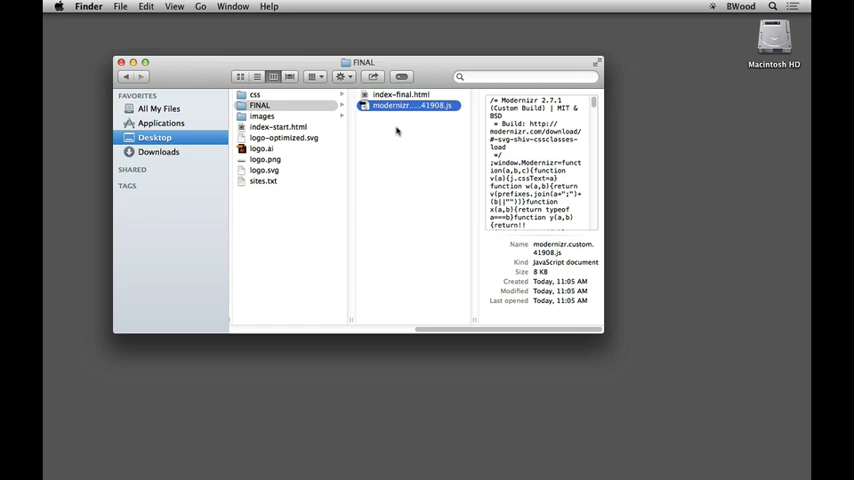 Finder File Edit View Go Window Help BWood
Macintosh HD
FINAL
FAVORITES
All My Files
Applications
Desktop
Downloads
SHARED
TAGS
css
FINAL
images
index-start.html
logo-optimized.svg
logo.ai
logo.png
logo.svg
sites.txt
index-final.html
modernizr.....41908.js
/* Modernizr 2.7.1
(Custom Build) | MIT &
BSD
* Build: http://
modernizr.com/download/
#-svg-shiv-cssclasses-
load
*/
;window.Modernizr=func
ion(a,b,c){function
v(a){j.cssText=a}
function w(a,b){return
v(prefixes.join(a+";")+
(b||""))}function
x(a,b){return typeof
a===b}function y(a,b)
{return!!
Name modernizr.custom.
41908.js
Kind JavaScript document
Size 8 KB
Created Today, 11:05 AM
Modified Today, 11:05 AM
Last opened Today, 11:05 AM